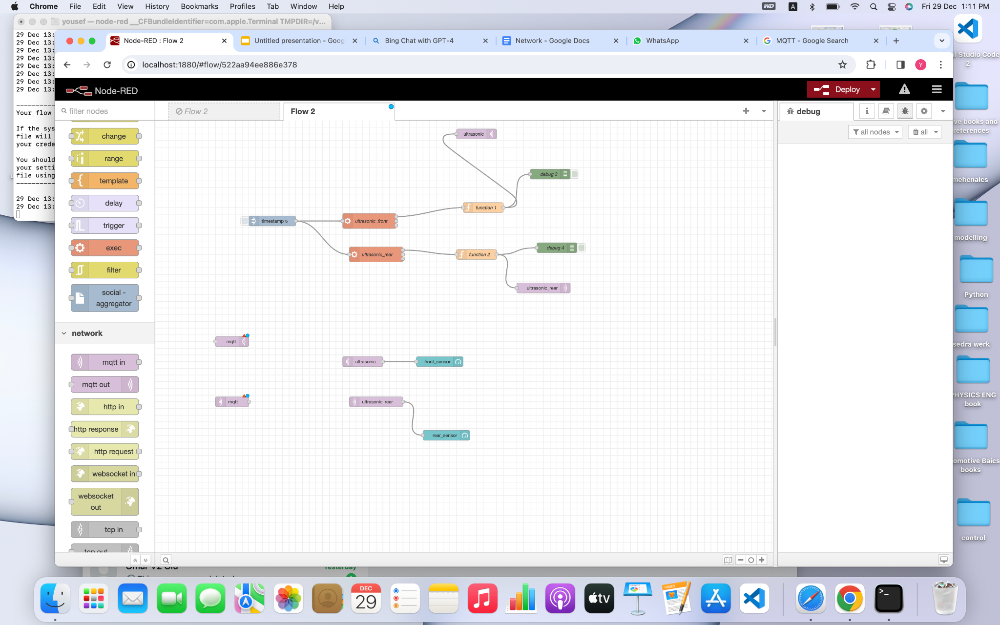 Chrome File Edit View History Bookmarks Profiles Tab Window Help
WD A Fri 29 Dec 1:11 PM
yousef — node-red __CFBundleIdentifier=com.apple.Terminal TMPDIR=/v...
29 Dec 13:
29 Dec 13:
29 Dec 13:
29 Dec 13:
29 Dec 13:
29 Dec 13:
29 Dec 13:
29 Dec 13:
----------
Your flow
If the sys
file will
your crede
You should
your setti
file using
----------
29 Dec 13:
29 Dec 13:
Node-RED : Flow 2
Untitled presentation - Goog
Bing Chat with GPT-4
Network - Google Docs
WhatsApp
MQTT - Google Search
localhost:1880/#flow/522aa94ee886e378
Y
Node-RED
Deploy
filter nodes
Flow 2
Flow 2
debug
all nodes
all
change
range
template
delay
trigger
exec
filter
social -
aggregator
network
mqtt in
mqtt out
http in
http response
http request
websocket in
websocket
out
tcp in
tcp out
ultrasonic
debug 3
function 1
timestamp ↻
ultrasonic_front
ultrasonic_rear
function 2
debug 4
ultrasonic_rear
mqtt
ultrasonic
front_sensor
mqtt
ultrasonic_rear
rear_sensor
l Studio Code
2
ve books and
references
mehcnaics
modelling
Python
sedra werk
PHYSICS ENG
book
omotive Baics
books
control
Yesterday
DEC
29
tv
PAGES